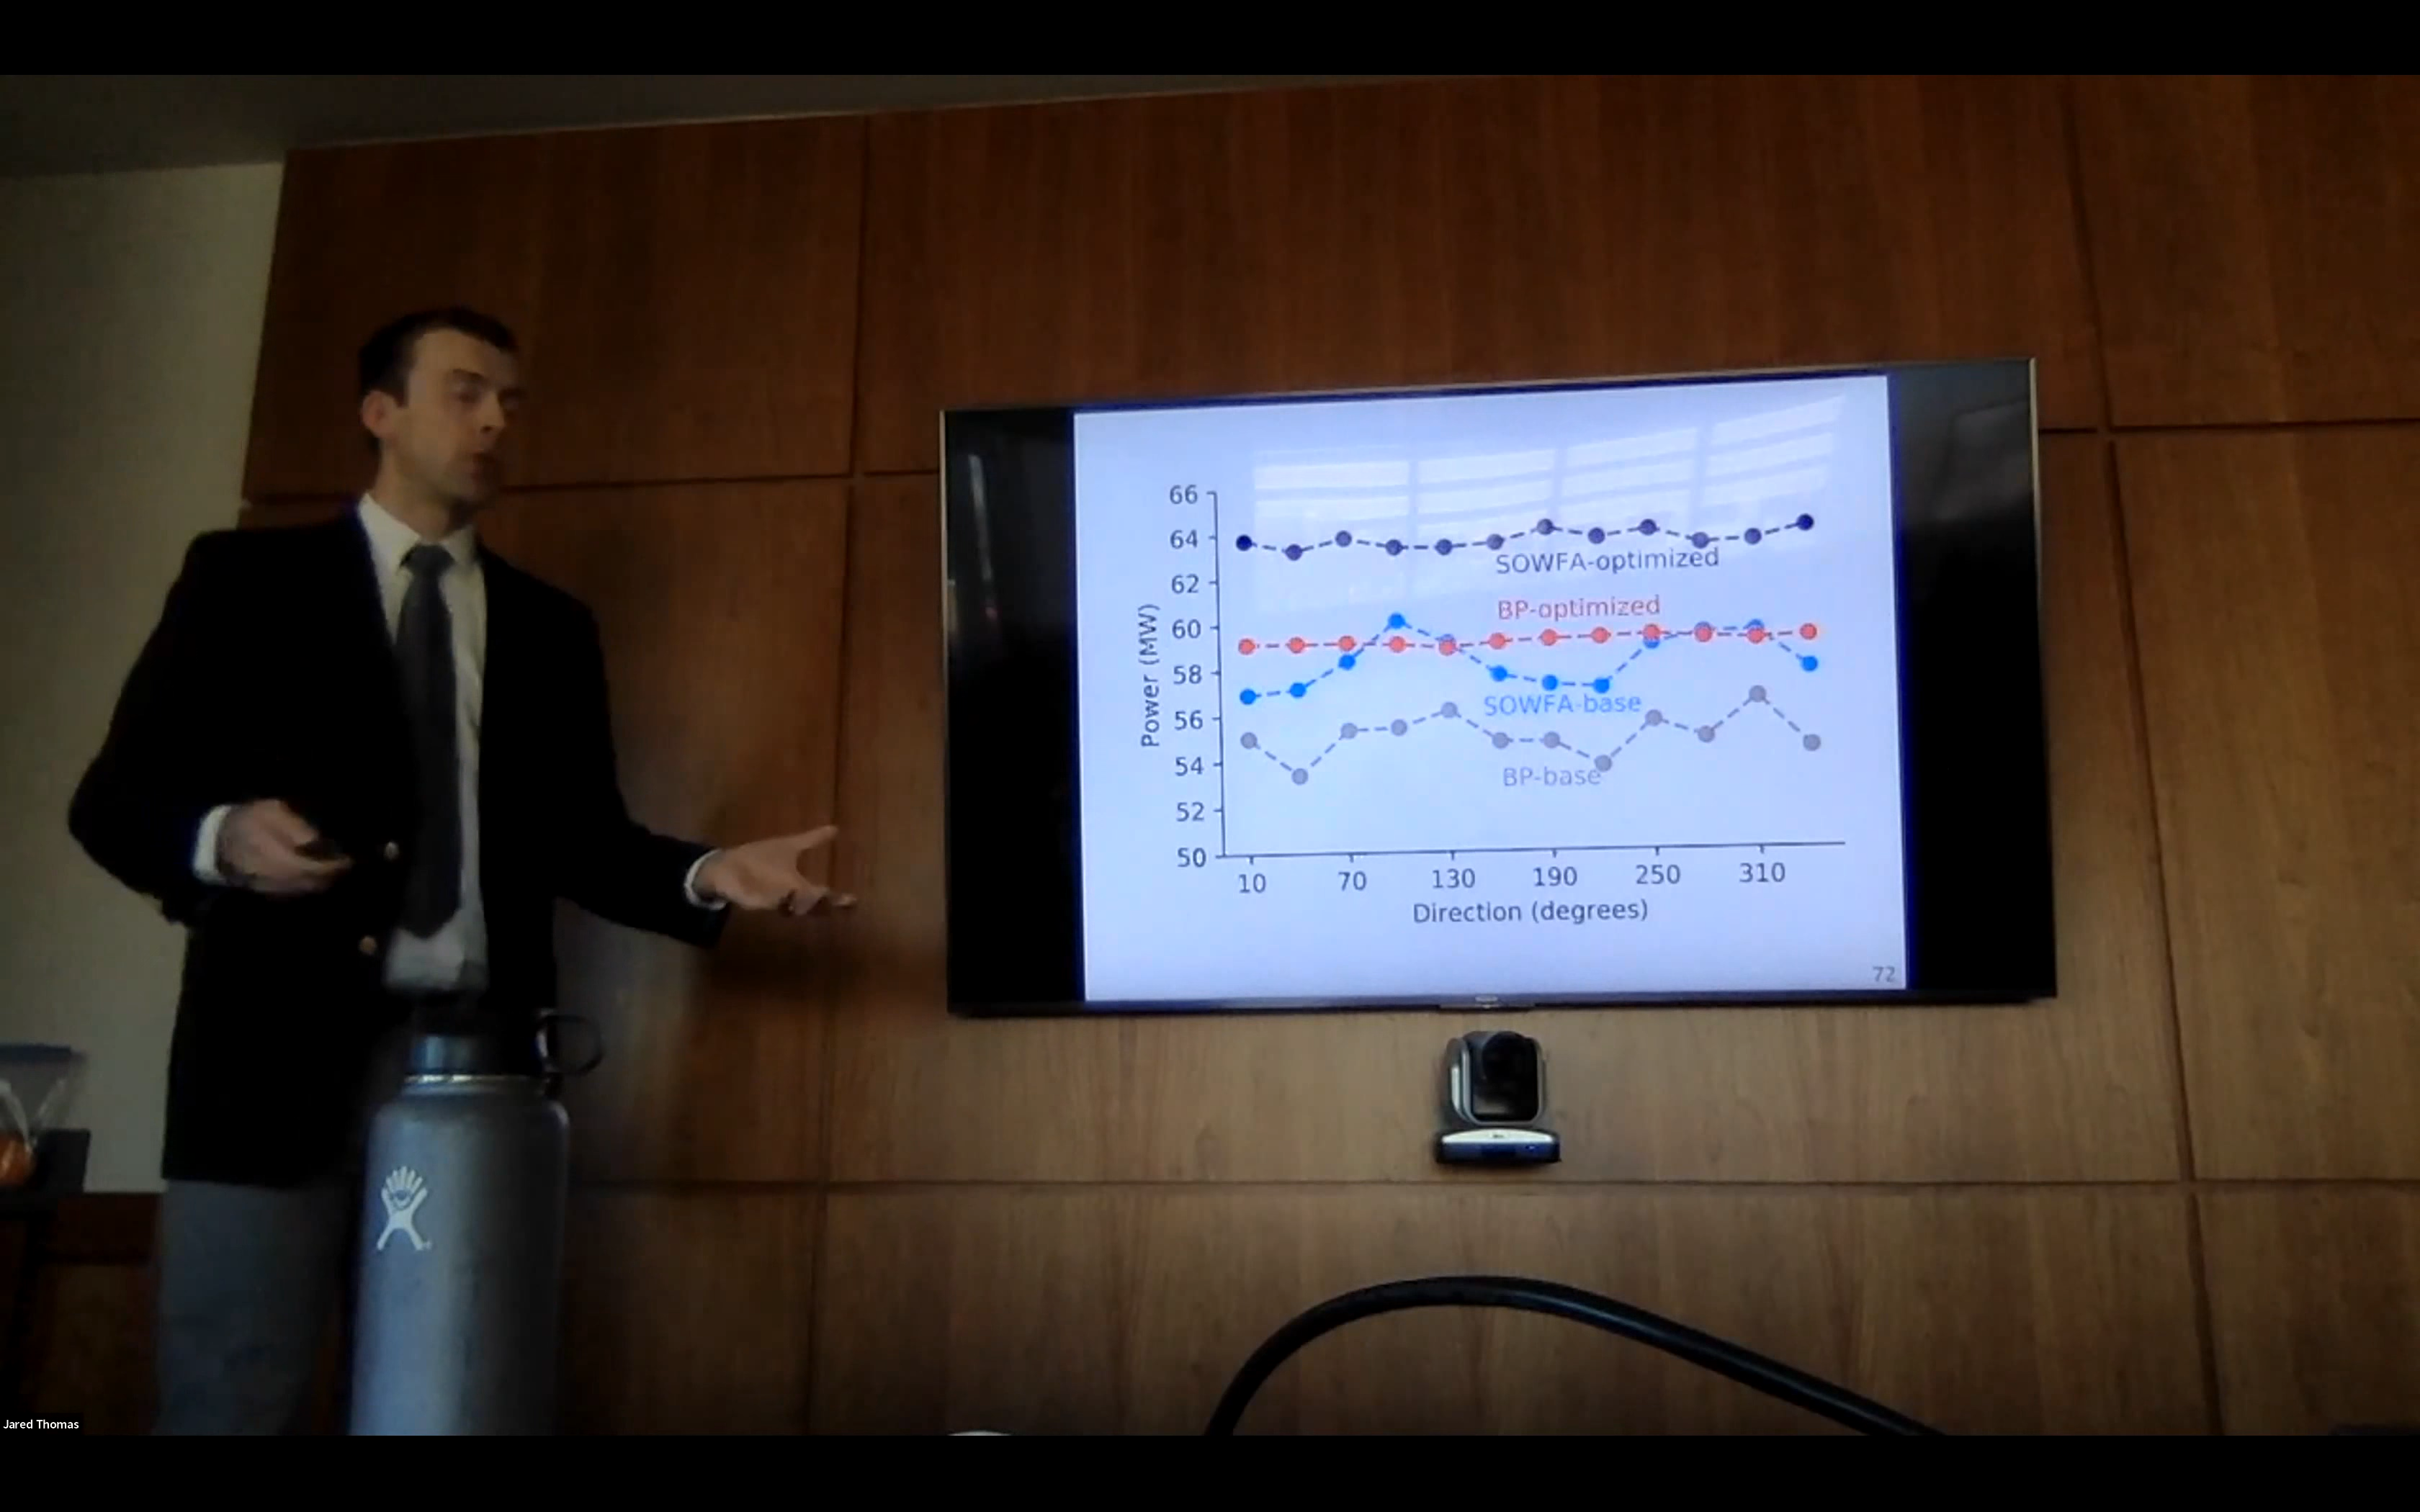 66
64
62
60
58
56
54
52
50
Power (MW)
SOWFA-optimized
BP-optimized
SOWFA-base
BP-base
10 70 130 190 250 310
Direction (degrees)
72
Jared Thomas